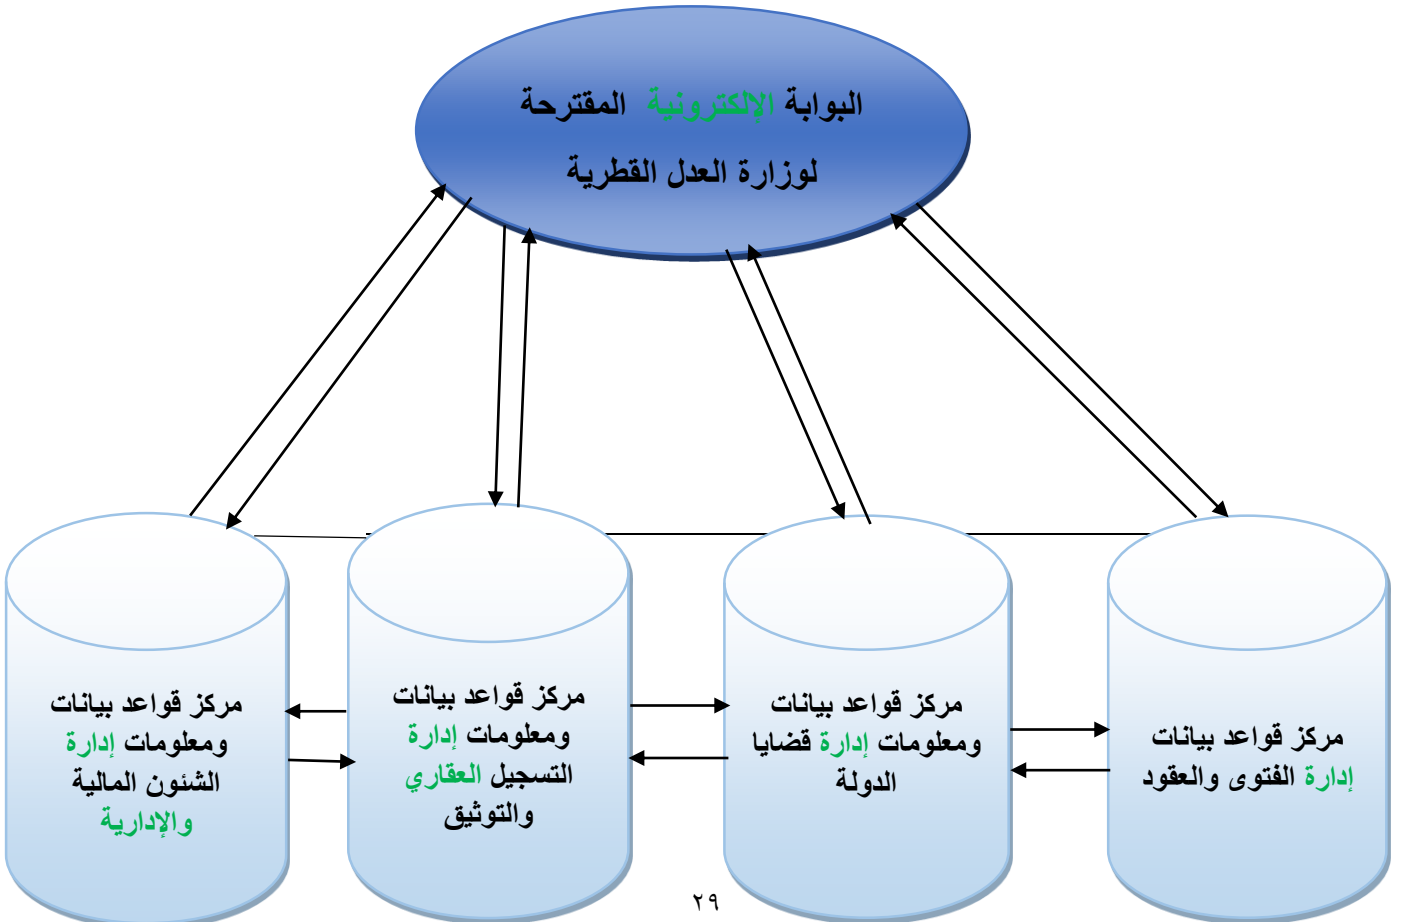 البوابة الإلكترونية المقترحة
لوزارة العدل القطرية
مركز قواعد بيانات
إدارة الفتوى والعقود
مركز قواعد بيانات
ومعلومات إدارة قضايا
الدولة
مركز قواعد بيانات
ومعلومات إدارة
التسجيل العقاري
والتوثيق
مركز قواعد بيانات
ومعلومات إدارة
الشئون المالية
والإدارية
٢٩